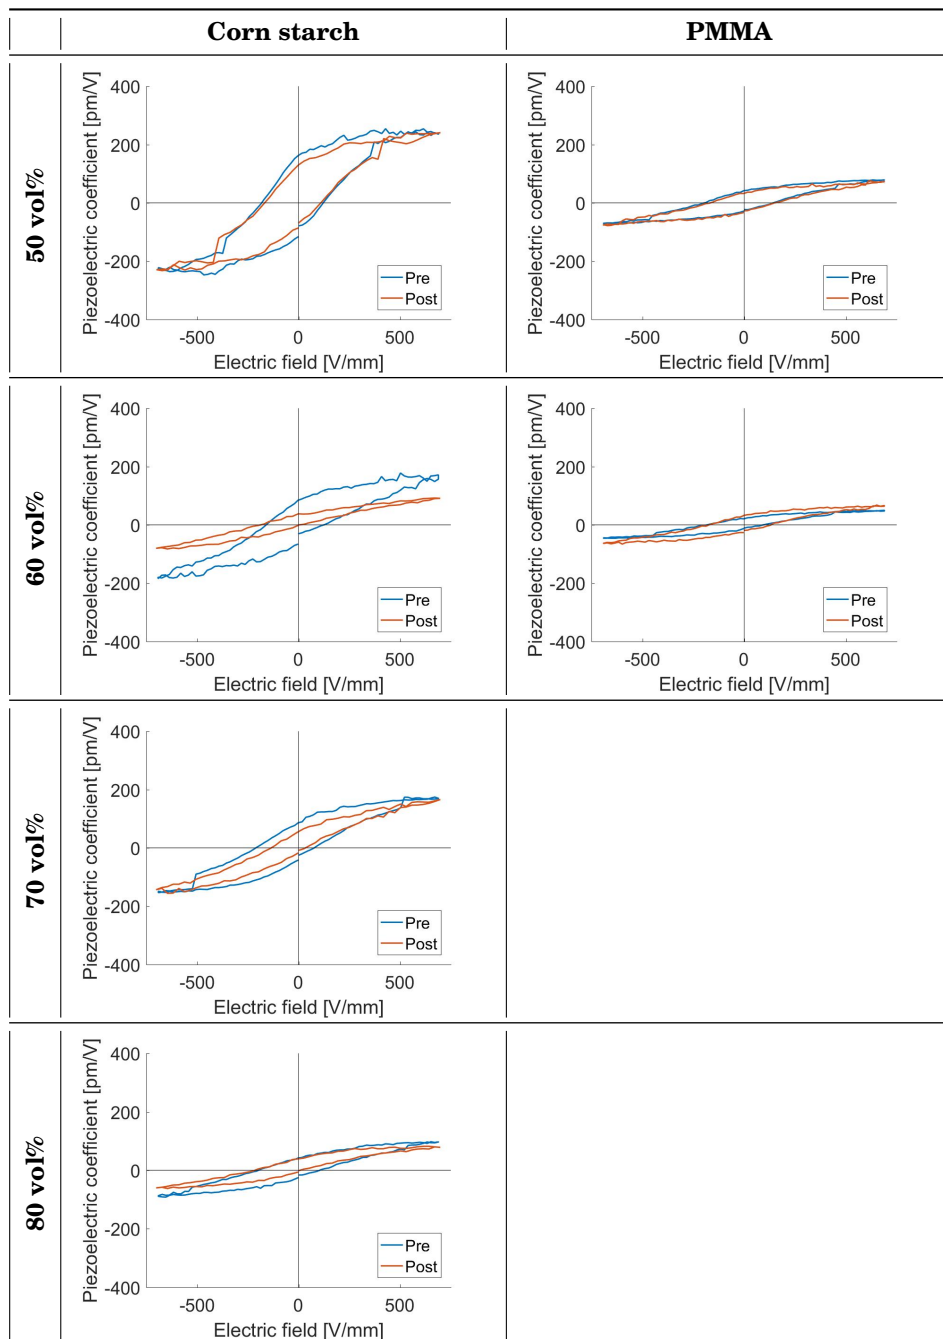 Corn starch PMMA
50 vol%
Piezoelectric coefficient [pm/V]
400
200
0
-200
-400
-500 0 500
Electric field [V/mm]
Pre
Post
Piezoelectric coefficient [pm/V]
400
200
0
-200
-400
-500 0 500
Electric field [V/mm]
Pre
Post
60 vol%
Piezoelectric coefficient [pm/V]
400
200
0
-200
-400
-500 0 500
Electric field [V/mm]
Pre
Post
Piezoelectric coefficient [pm/V]
400
200
0
-200
-400
-500 0 500
Electric field [V/mm]
Pre
Post
70 vol%
Piezoelectric coefficient [pm/V]
400
200
0
-200
-400
-500 0 500
Electric field [V/mm]
Pre
Post
80 vol%
Piezoelectric coefficient [pm/V]
400
200
0
-200
-400
-500 0 500
Electric field [V/mm]
Pre
Post